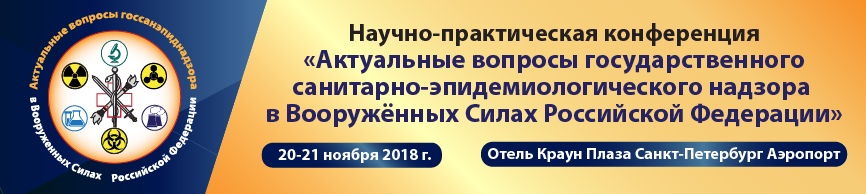 Актуальные вопросы госсанэпиднадзора
в Вооруженных Силах Российской Федерации
Научно-практическая конференция
«Актуальные вопросы государственного
санитарно-эпидемиологического надзора
в Вооружённых Силах Российской Федерации»
20-21 ноября 2018 г.
Отель Краун Плаза Санкт-Петербург Аэропорт